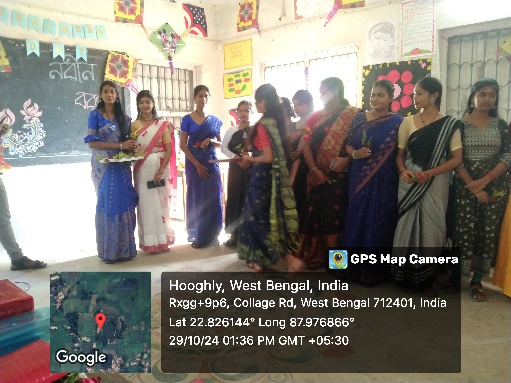 নবীন
GPS Map Camera
Hooghly, West Bengal, India
Rxgg+9p6, Collage Rd, West Bengal 712401, India
Lat 22.826144° Long 87.976866°
29/10/24 01:36 PM GMT +05:30
Google